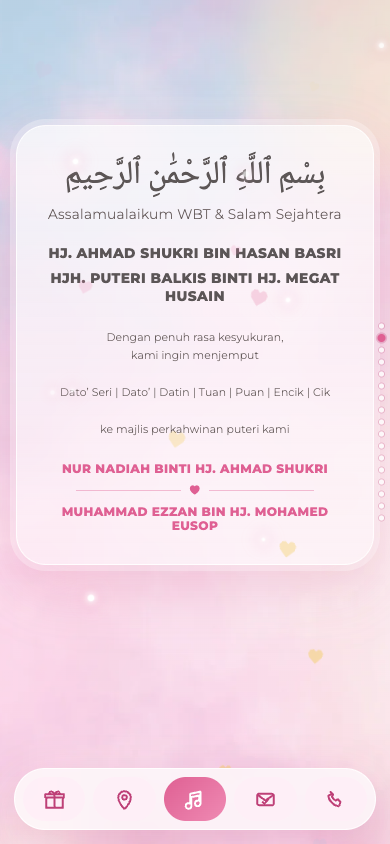 بِسْمِ ٱللَّهِ ٱلرَّحْمَٰنِ ٱلرَّحِيمِ
Assalamualaikum WBT & Salam Sejahtera
HJ. AHMAD SHUKRI BIN HASAN BASRI
HJH. PUTERI BALKIS BINTI HJ. MEGAT
HUSAIN
Dengan penuh rasa kesyukuran,
kami ingin menjemput
Dato' Seri | Dato' | Datin | Tuan | Puan | Encik | Cik
ke majlis perkahwinan puteri kami
NUR NADIAH BINTI HJ. AHMAD SHUKRI
MUHAMMAD EZZAN BIN HJ. MOHAMED
EUSOP